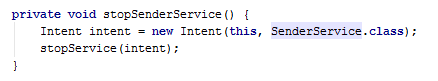 private void stopSenderService() {
    Intent intent = new Intent(this, SenderService.class);
    stopService(intent);
}